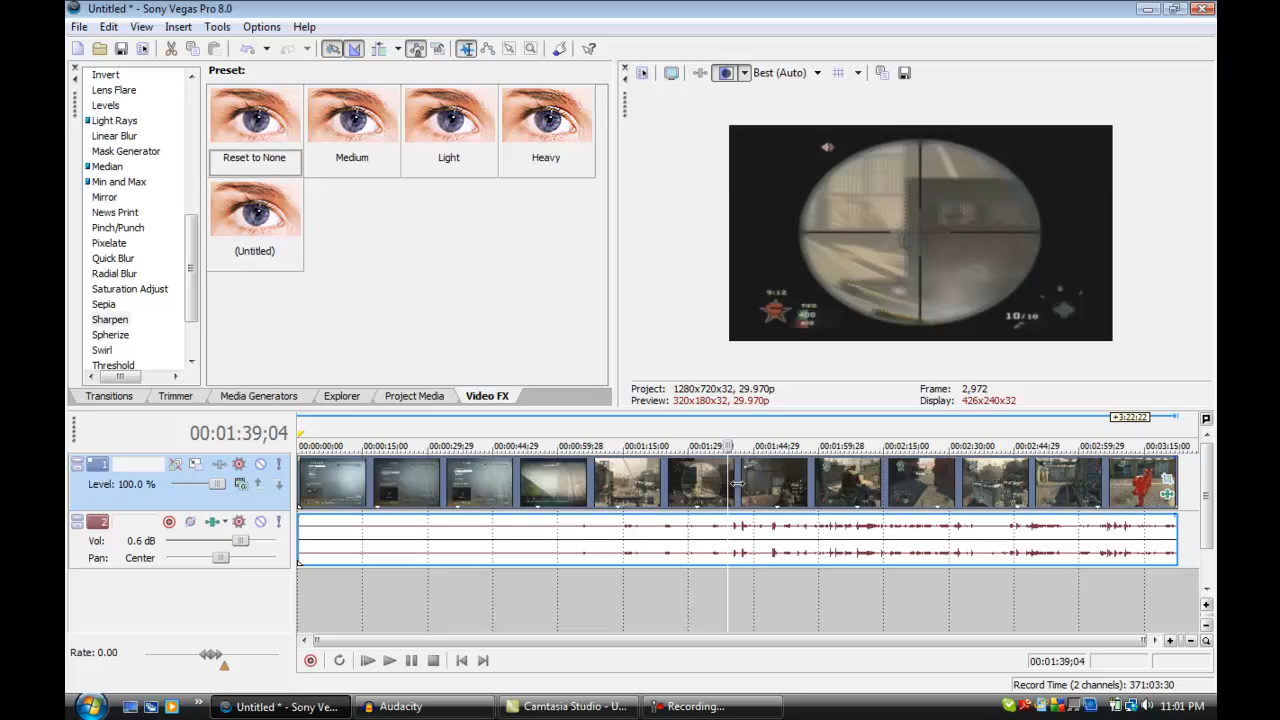 Untitled * - Sony Vegas Pro 8.0
File Edit View Insert Tools Options Help
Invert
Lens Flare
Levels
Light Rays
Linear Blur
Mask Generator
Median
Min and Max
Mirror
News Print
Pinch/Punch
Pixelate
Quick Blur
Radial Blur
Saturation Adjust
Sepia
Sharpen
Spherize
Swirl
Threshold
Preset:
Reset to None
Medium
Light
Heavy
(Untitled)
Best (Auto)
9:12
400
10/10
Transitions Trimmer Media Generators Explorer Project Media Video FX
Project: 1280x720x32, 29.970p Frame: 2,972
Preview: 320x180x32, 29.970p Display: 426x240x32
+3:22:22
00:01:39;04
00:00:00;00 00:00:15;00 00:00:29;29 00:00:44;29 00:00:59;28 00:01:15;00 00:01:29 00:01:44;29 00:01:59;28 00:02:15;00 00:02:30;00 00:02:44;29 00:02:59;29 00:03:15;00
1
Level: 100.0 %
2
Vol: 0.6 dB
Pan: Center
Rate: 0.00
00:01:39;04
Record Time (2 channels): 371:03:30
Untitled * - Sony Ve... Audacity Camtasia Studio - U... Recording... 11:01 PM